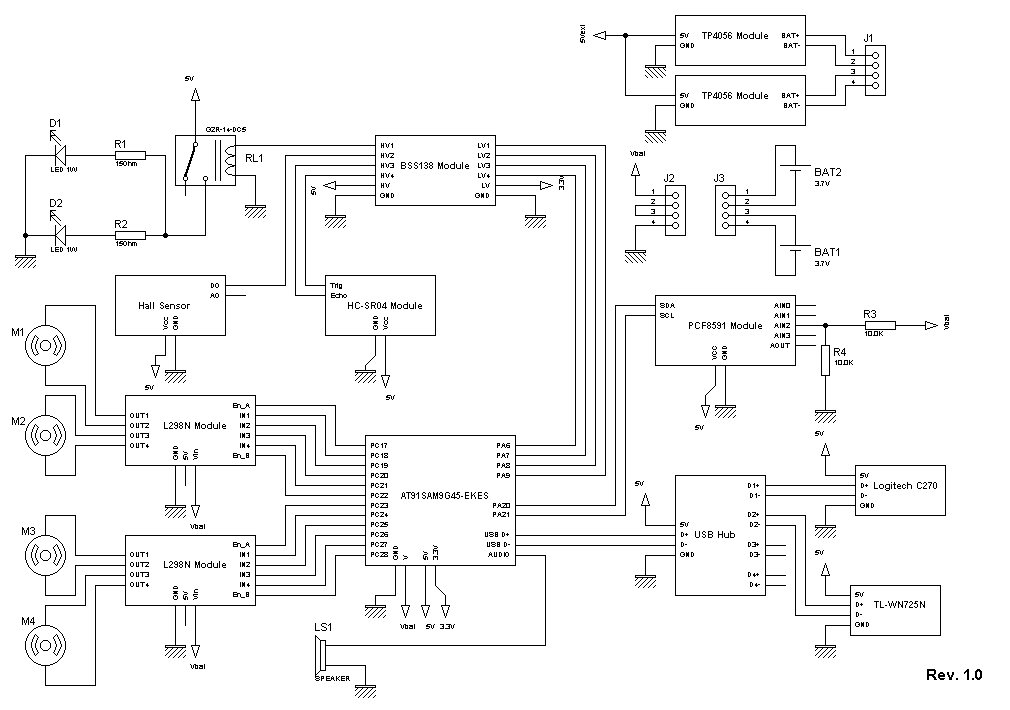 5Vext
5V
GND
TP4056 Module
BAT+
BAT-
J1
1
2
3
4
5V
GND
TP4056 Module
BAT+
BAT-
5V
G2R-14-DC5
RL1
D1
LED 1W
R1
15Ohm
D2
LED 1W
R2
15Ohm
HV1
HV2
HV3
HV4
HV
GND
BSS138 Module
LV1
LV2
LV3
LV4
LV
GND
5V
3.3V
Vbat
J2
1
2
3
4
J3
1
2
3
4
BAT2
3.7V
BAT1
3.7V
Hall Sensor
DO
AO
VCC
GND
5V
Trig
Echo
HC-SR04 Module
GND
VCC
5V
SDA
SCL
PCF8591 Module
AIN0
AIN1
AIN2
AIN3
AOUT
VCC
GND
5V
R3
10.0K
Vbat
R4
10.0K
M1
M2
OUT1
OUT2
OUT3
OUT4
L298N Module
En_A
IN1
IN2
IN3
IN4
En_B
GND
5V
Vin
Vbat
M3
M4
OUT1
OUT2
OUT3
OUT4
L298N Module
En_A
IN1
IN2
IN3
IN4
En_B
GND
5V
Vin
Vbat
PC17
PC18
PC19
PC20
PC21
PC22
PC23
PC24
PC25
PC26
PC27
PC28
AT91SAM9G45-EKES
PA6
PA7
PA8
PA9
PA20
PA21
USB D+
USB D-
AUDIO
GND
V
5V
3.3V
Vbat
5V
3.3V
LS1
SPEAKER
5V
5V
D+
D-
GND
USB Hub
D1+
D1-
D2+
D2-
D3+
D3-
D4+
D4-
5V
5V
D+
D-
GND
Logitech C270
5V
5V
D+
D-
GND
TL-WN725N
Rev. 1.0